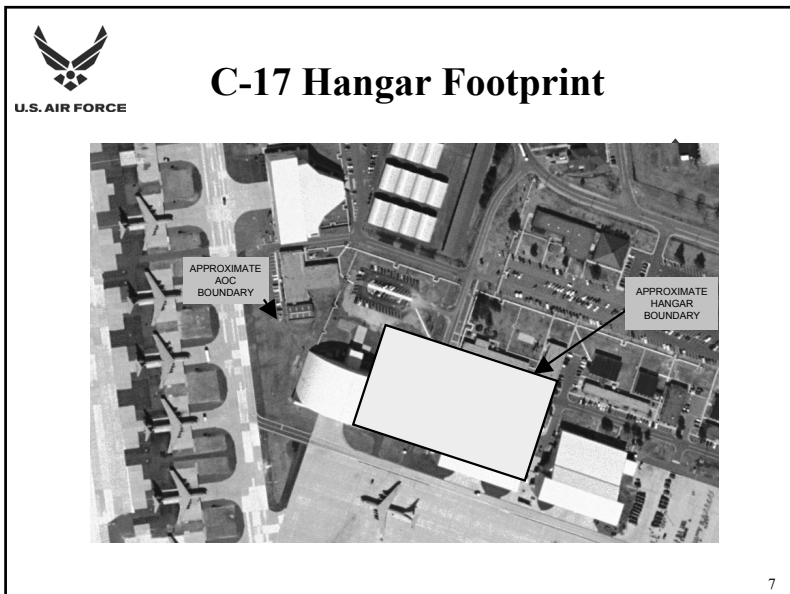 U.S. AIR FORCE
C-17 Hangar Footprint
APPROXIMATE
AOC
BOUNDARY
APPROXIMATE
HANGAR
BOUNDARY
7